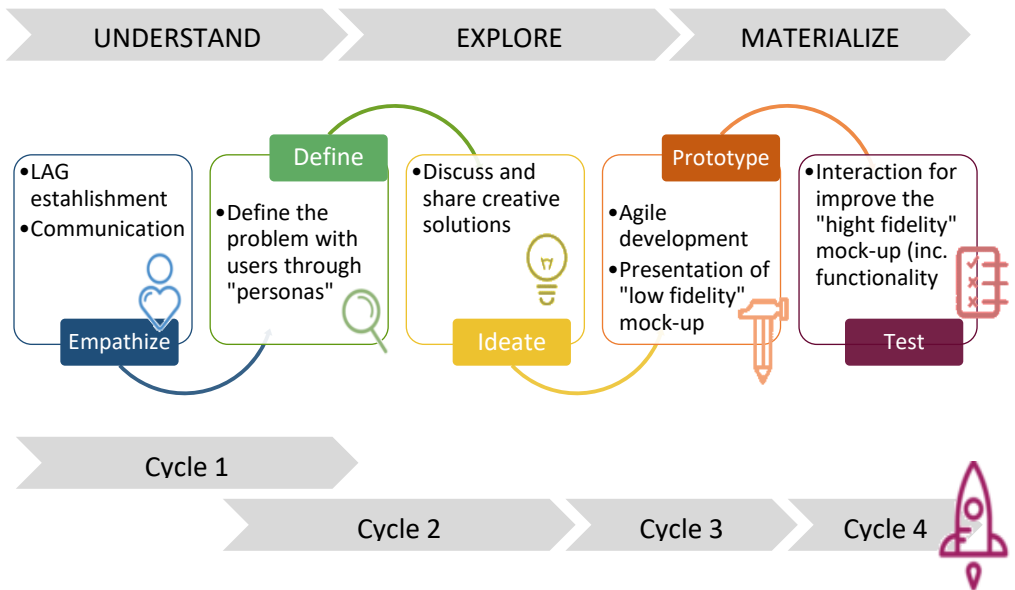 UNDERSTAND
EXPLORE
MATERIALIZE
•LAG
establishment
•Communication
Empathize
Define
•Define the
problem with
users through
"personas"
•Discuss and
share creative
solutions
Ideate
Prototype
•Agile
development
•Presentation of
"low fidelity"
mock-up
•Interaction for
improve the
"hight fidelity"
mock-up (inc.
functionality
Test
Cycle 1
Cycle 2
Cycle 3
Cycle 4